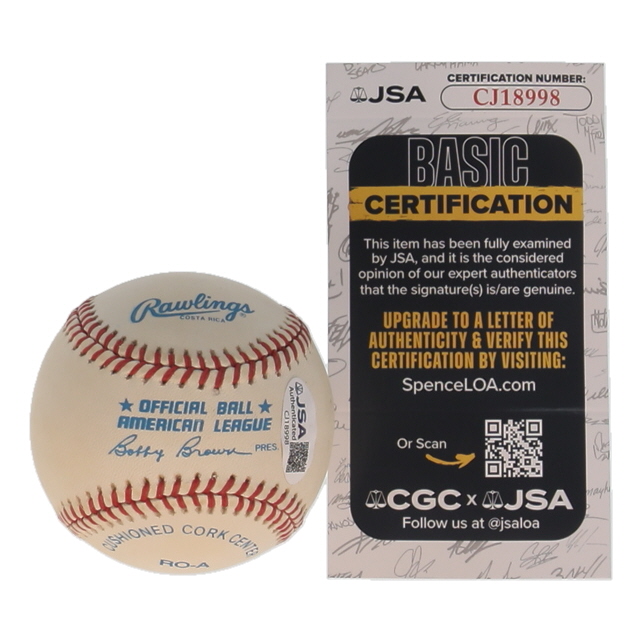 Rawlings
COSTA RICA
★ OFFICIAL BALL ★
AMERICAN LEAGUE
Bobby Brown PRES.
JSA
Authenticated
CJ18998
CUSHIONED CORK CENTER
RO-A
JSA
CERTIFICATION NUMBER:
CJ18998
BASIC
CERTIFICATION
This item has been fully examined
by JSA, and it is the considered
opinion of our expert authenticators
that the signature(s) is/are genuine.
UPGRADE TO A LETTER OF
AUTHENTICITY & VERIFY THIS
CERTIFICATION BY VISITING:
SpenceLOA.com
Or Scan
CGC x JSA
Follow us at @jsaloa